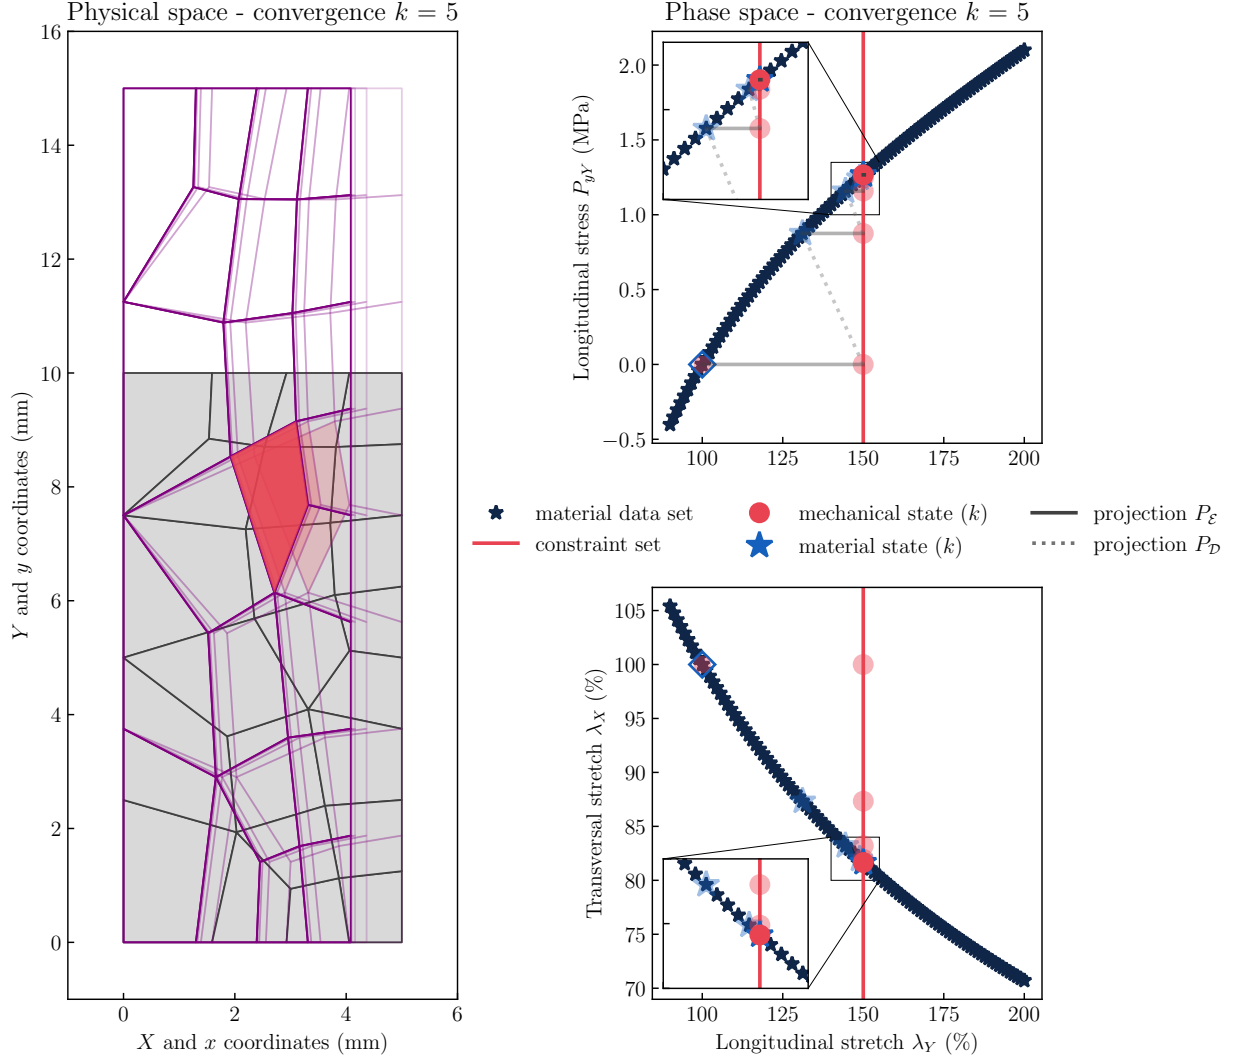 Physical space - convergence k = 5
16
14
12
10
8
6
4
2
0
Y and y coordinates (mm)
0 2 4 6
X and x coordinates (mm)
Phase space - convergence k = 5
2.0
1.5
1.0
0.5
0.0
−0.5
Longitudinal stress P_{yY} (MPa)
100 125 150 175 200
material data set
constraint set
mechanical state (k)
material state (k)
projection P_ℰ
projection P_𝒟
105
100
95
90
85
80
75
70
Transversal stretch λ_X (%)
100 125 150 175 200
Longitudinal stretch λ_Y (%)